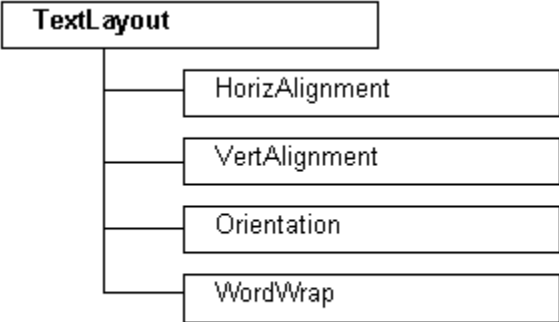 TextLayout
HorizAlignment
VertAlignment
Orientation
WordWrap